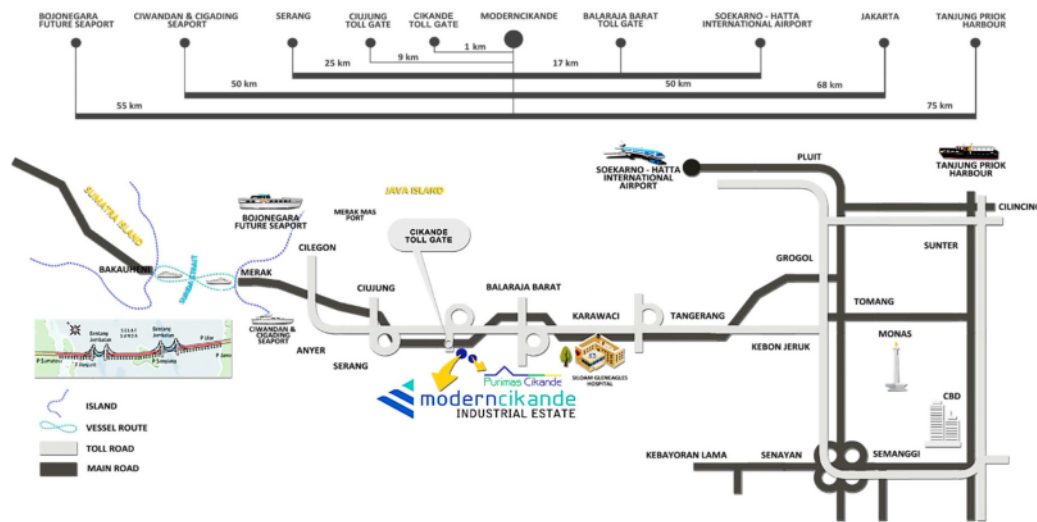 BOJONEGARA
FUTURE SEAPORT
CIWANDAN & CIGADING
SEAPORT
SERANG
CIUJUNG
TOLL GATE
CIKANDE
TOLL GATE
MODERNCIKANDE
BALARAJA BARAT
TOLL GATE
SOEKARNO - HATTA
INTERNATIONAL AIRPORT
JAKARTA
TANJUNG PRIOK
HARBOUR
1 km
9 km
25 km
17 km
50 km
50 km
68 km
55 km
75 km
SUMATRA ISLAND
BAKAUHENI
SUNDA STRAIT
BOJONEGARA
FUTURE SEAPORT
MERAK
CIWANDAN &
CIGADING
SEAPORT
JAVA ISLAND
MERAK MAS
PORT
CILEGON
CIKANDE
TOLL GATE
CIUJUNG
ANYER
SERANG
BALARAJA BARAT
KARAWACI
TANGERANG
SILOAM GLENEAGLES
HOSPITAL
Purimas Cikande
moderncikande
INDUSTRIAL ESTATE
SOEKARNO - HATTA
INTERNATIONAL
AIRPORT
PLUIT
TANJUNG PRIOK
HARBOUR
CILINCING
SUNTER
GROGOL
TOMANG
KEBON JERUK
MONAS
CBD
KEBAYORAN LAMA
SENAYAN
SEMANGGI
ISLAND
VESSEL ROUTE
TOLL ROAD
MAIN ROAD